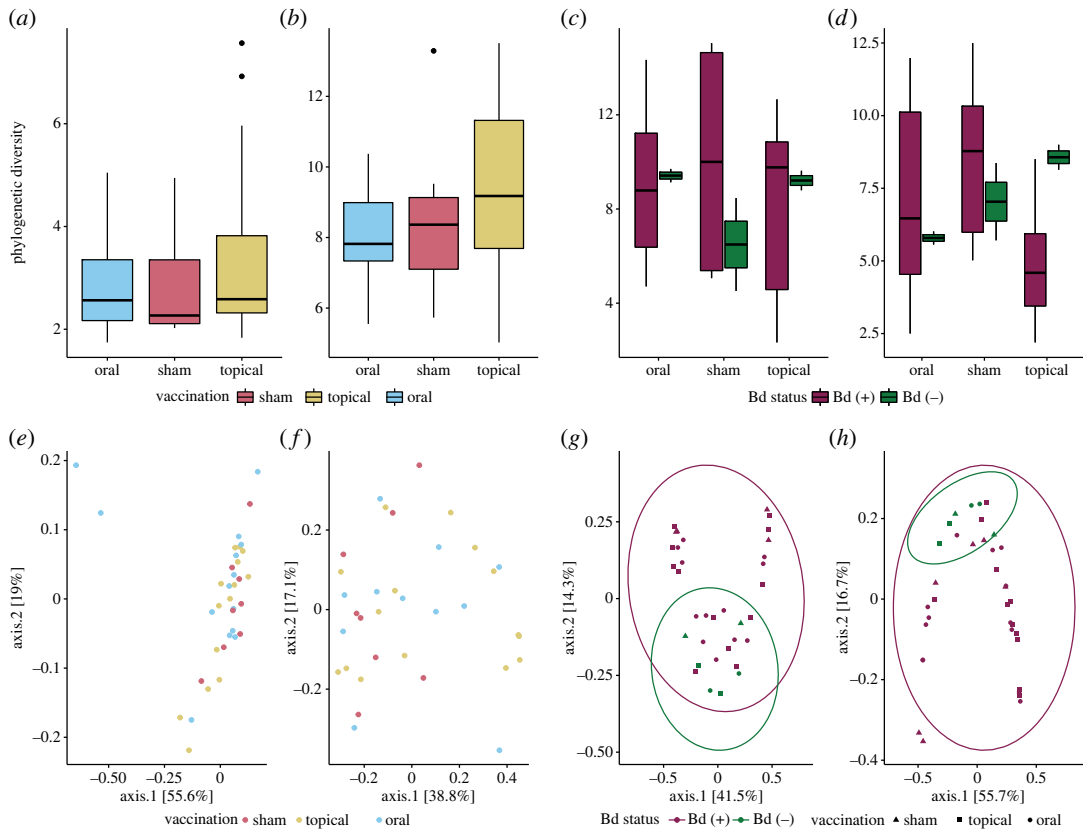 (a)
(b)
(c)
(d)
phylogenetic diversity
6
4
2
oral sham topical
12
10
8
6
oral sham topical
12
8
4
oral sham topical
12.5
10.0
7.5
5.0
2.5
oral sham topical
vaccination sham topical oral
Bd status Bd (+) Bd (–)
(e)
(f)
(g)
(h)
axis.2 [19%]
0.2
0.1
0
–0.1
–0.2
–0.50 –0.25 0
axis.1 [55.6%]
axis.2 [17.1%]
0.2
0
–0.2
–0.2 0 0.2 0.4
axis.1 [38.8%]
axis.2 [14.3%]
0.25
0
–0.25
–0.50
–0.5 0 0.5
axis.1 [41.5%]
axis.2 [16.7%]
0.4
0.2
0
–0.2
–0.4
–0.5 0 0.5
axis.1 [55.7%]
vaccination sham topical oral
Bd status Bd (+) Bd (–) vaccination sham topical oral